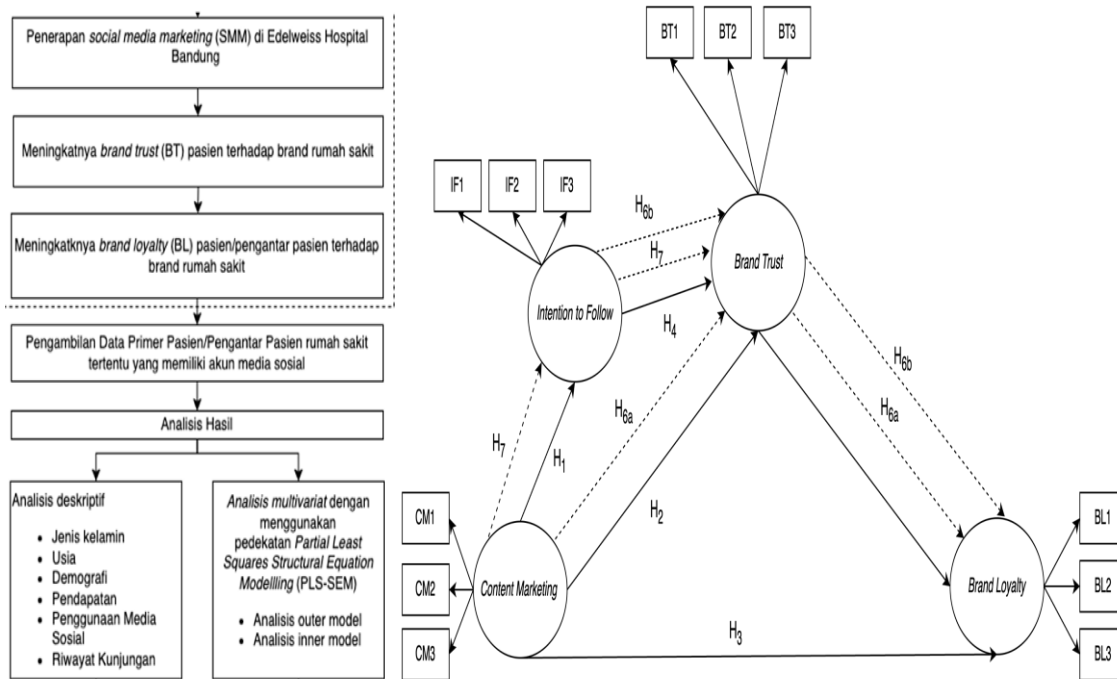 Penerapan social media marketing (SMM) di Edelweiss Hospital
Bandung
Meningkatnya brand trust (BT) pasien terhadap brand rumah sakit
Meningkatknya brand loyalty (BL) pasien/pengantar pasien terhadap
brand rumah sakit
Pengambilan Data Primer Pasien/Pengantar Pasien rumah sakit
tertentu yang memiliki akun media sosial
Analisis Hasil
Analisis deskriptif
• Jenis kelamin
• Usia
• Demografi
• Pendapatan
• Penggunaan Media
Sosial
• Riwayat Kunjungan
Analisis multivariat dengan
menggunakan
pedekatan Partial Least
Squares Structural Equation
Modellling (PLS-SEM)
• Analisis outer model
• Analisis inner model
BT1 BT2 BT3
IF1 IF2 IF3
H6b
H7
Brand Trust
Intention to Follow
H4
H6b
H6a
H6a
H7
H1
H2
CM1
CM2
CM3
Content Marketing
Brand Loyalty
BL1
BL2
BL3
H3